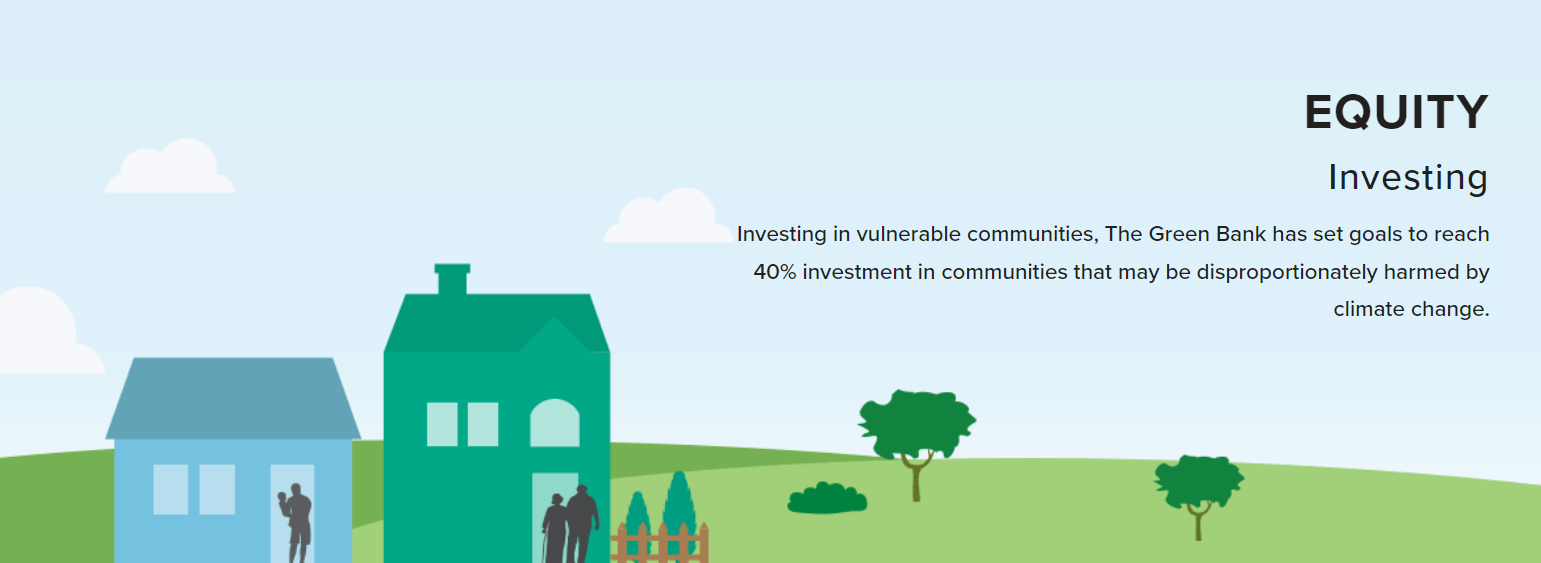 EQUITY
Investing
Investing in vulnerable communities, The Green Bank has set goals to reach
40% investment in communities that may be disproportionately harmed by
climate change.